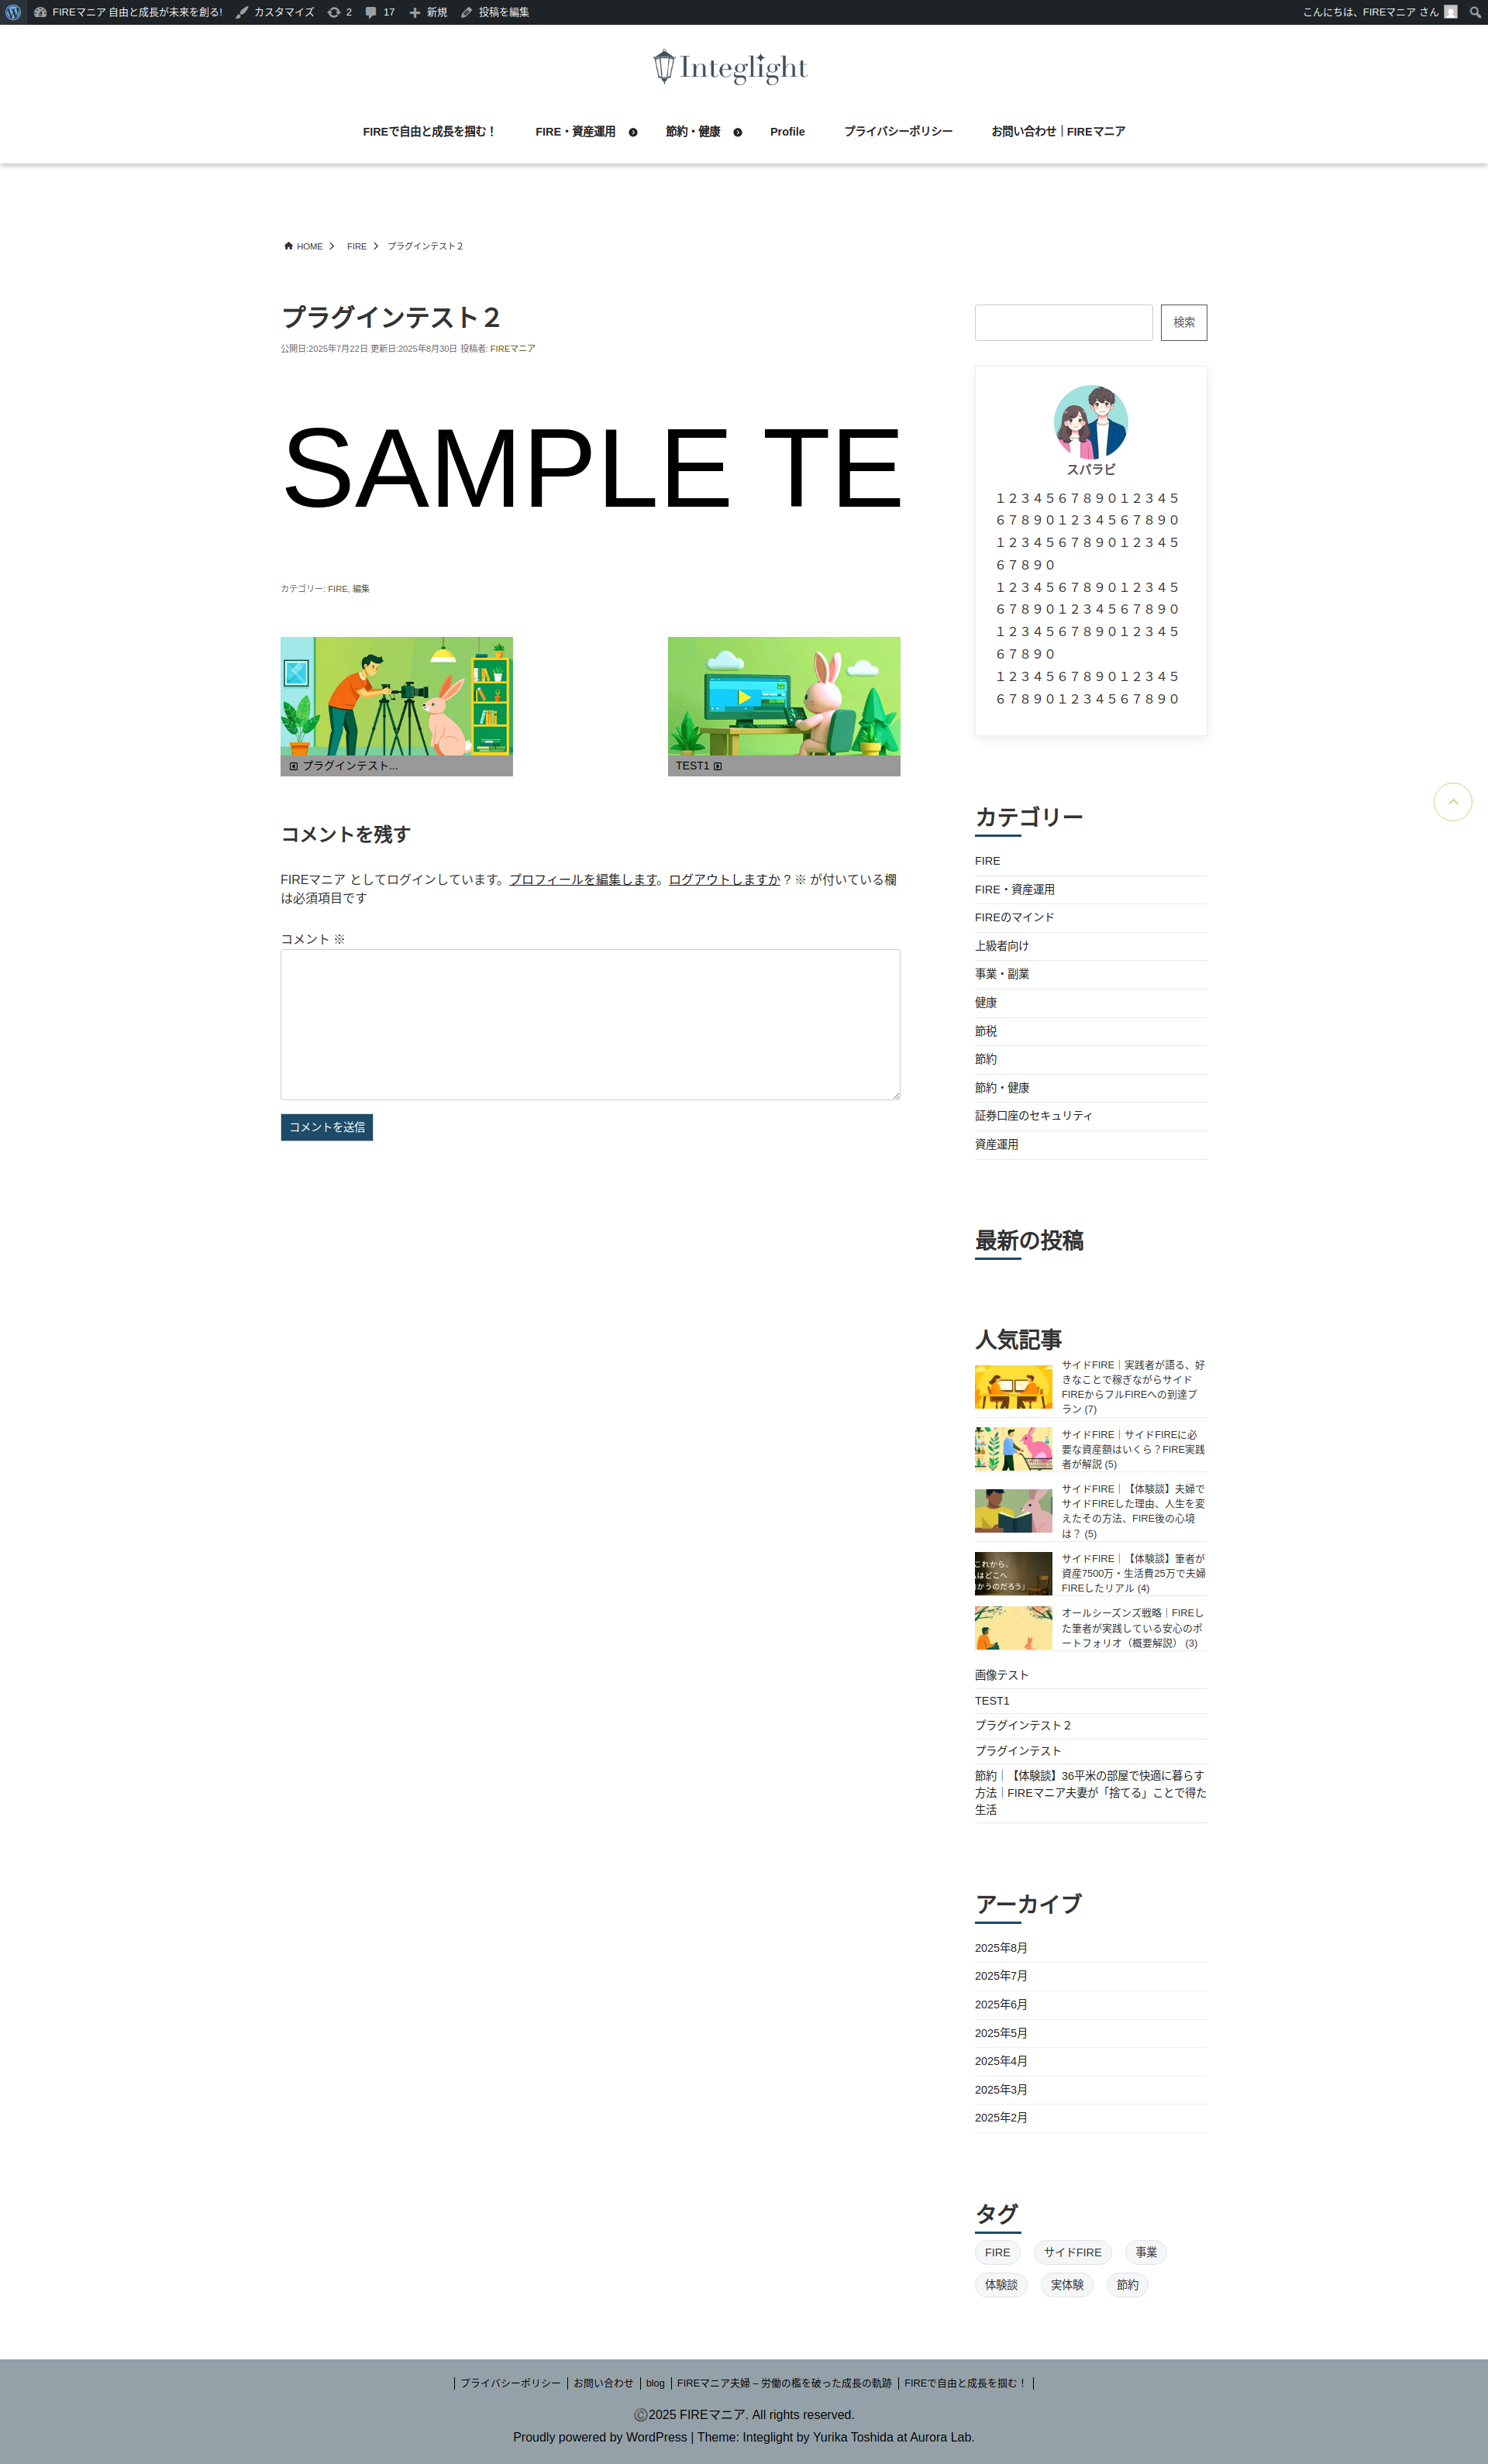 FIREマニア 自由と成長が未来を創る! カスタマイズ 2 17 新規 投稿を編集 こんにちは、FIREマニア さん
Integlight
FIREで自由と成長を掴む！ FIRE・資産運用 節約・健康 Profile プライバシーポリシー お問い合わせ｜FIREマニア
HOME FIRE プラグインテスト２
プラグインテスト２
公開日:2025年7月22日 更新日:2025年8月30日 投稿者: FIREマニア
SAMPLE TE
カテゴリー: FIRE, 編集
プラグインテスト...
TEST1
コメントを残す
FIREマニア としてログインしています。プロフィールを編集します。ログアウトしますか ? ※ が付いている欄
は必須項目です
コメント ※
コメントを送信
検索
スパラビ
１２３４５６７８９０１２３４５
６７８９０１２３４５６７８９０
１２３４５６７８９０１２３４５
６７８９０
１２３４５６７８９０１２３４５
６７８９０１２３４５６７８９０
１２３４５６７８９０１２３４５
６７８９０
１２３４５６７８９０１２３４５
６７８９０１２３４５６７８９０
カテゴリー
FIRE
FIRE・資産運用
FIREのマインド
上級者向け
事業・副業
健康
節税
節約
節約・健康
証券口座のセキュリティ
資産運用
最新の投稿
人気記事
サイドFIRE｜実践者が語る、好
きなことで稼ぎながらサイド
FIREからフルFIREへの到達プ
ラン (7)
サイドFIRE｜サイドFIREに必
要な資産額はいくら？FIRE実践
者が解説 (5)
サイドFIRE｜【体験談】夫婦で
サイドFIREした理由、人生を変
えたその方法、FIRE後の心境
は？ (5)
これから、
はどこへ
かうのだろう」
サイドFIRE｜【体験談】筆者が
資産7500万・生活費25万で夫婦
FIREしたリアル (4)
オールシーズンズ戦略｜FIREし
た筆者が実践している安心のポ
ートフォリオ（概要解説） (3)
画像テスト
TEST1
プラグインテスト２
プラグインテスト
節約｜【体験談】36平米の部屋で快適に暮らす
方法｜FIREマニア夫妻が「捨てる」ことで得た
生活
アーカイブ
2025年8月
2025年7月
2025年6月
2025年5月
2025年4月
2025年3月
2025年2月
タグ
FIRE サイドFIRE 事業
体験談 実体験 節約
プライバシーポリシー お問い合わせ blog FIREマニア夫婦 – 労働の檻を破った成長の軌跡 FIREで自由と成長を掴む！
©2025 FIREマニア. All rights reserved.
Proudly powered by WordPress | Theme: Integlight by Yurika Toshida at Aurora Lab.